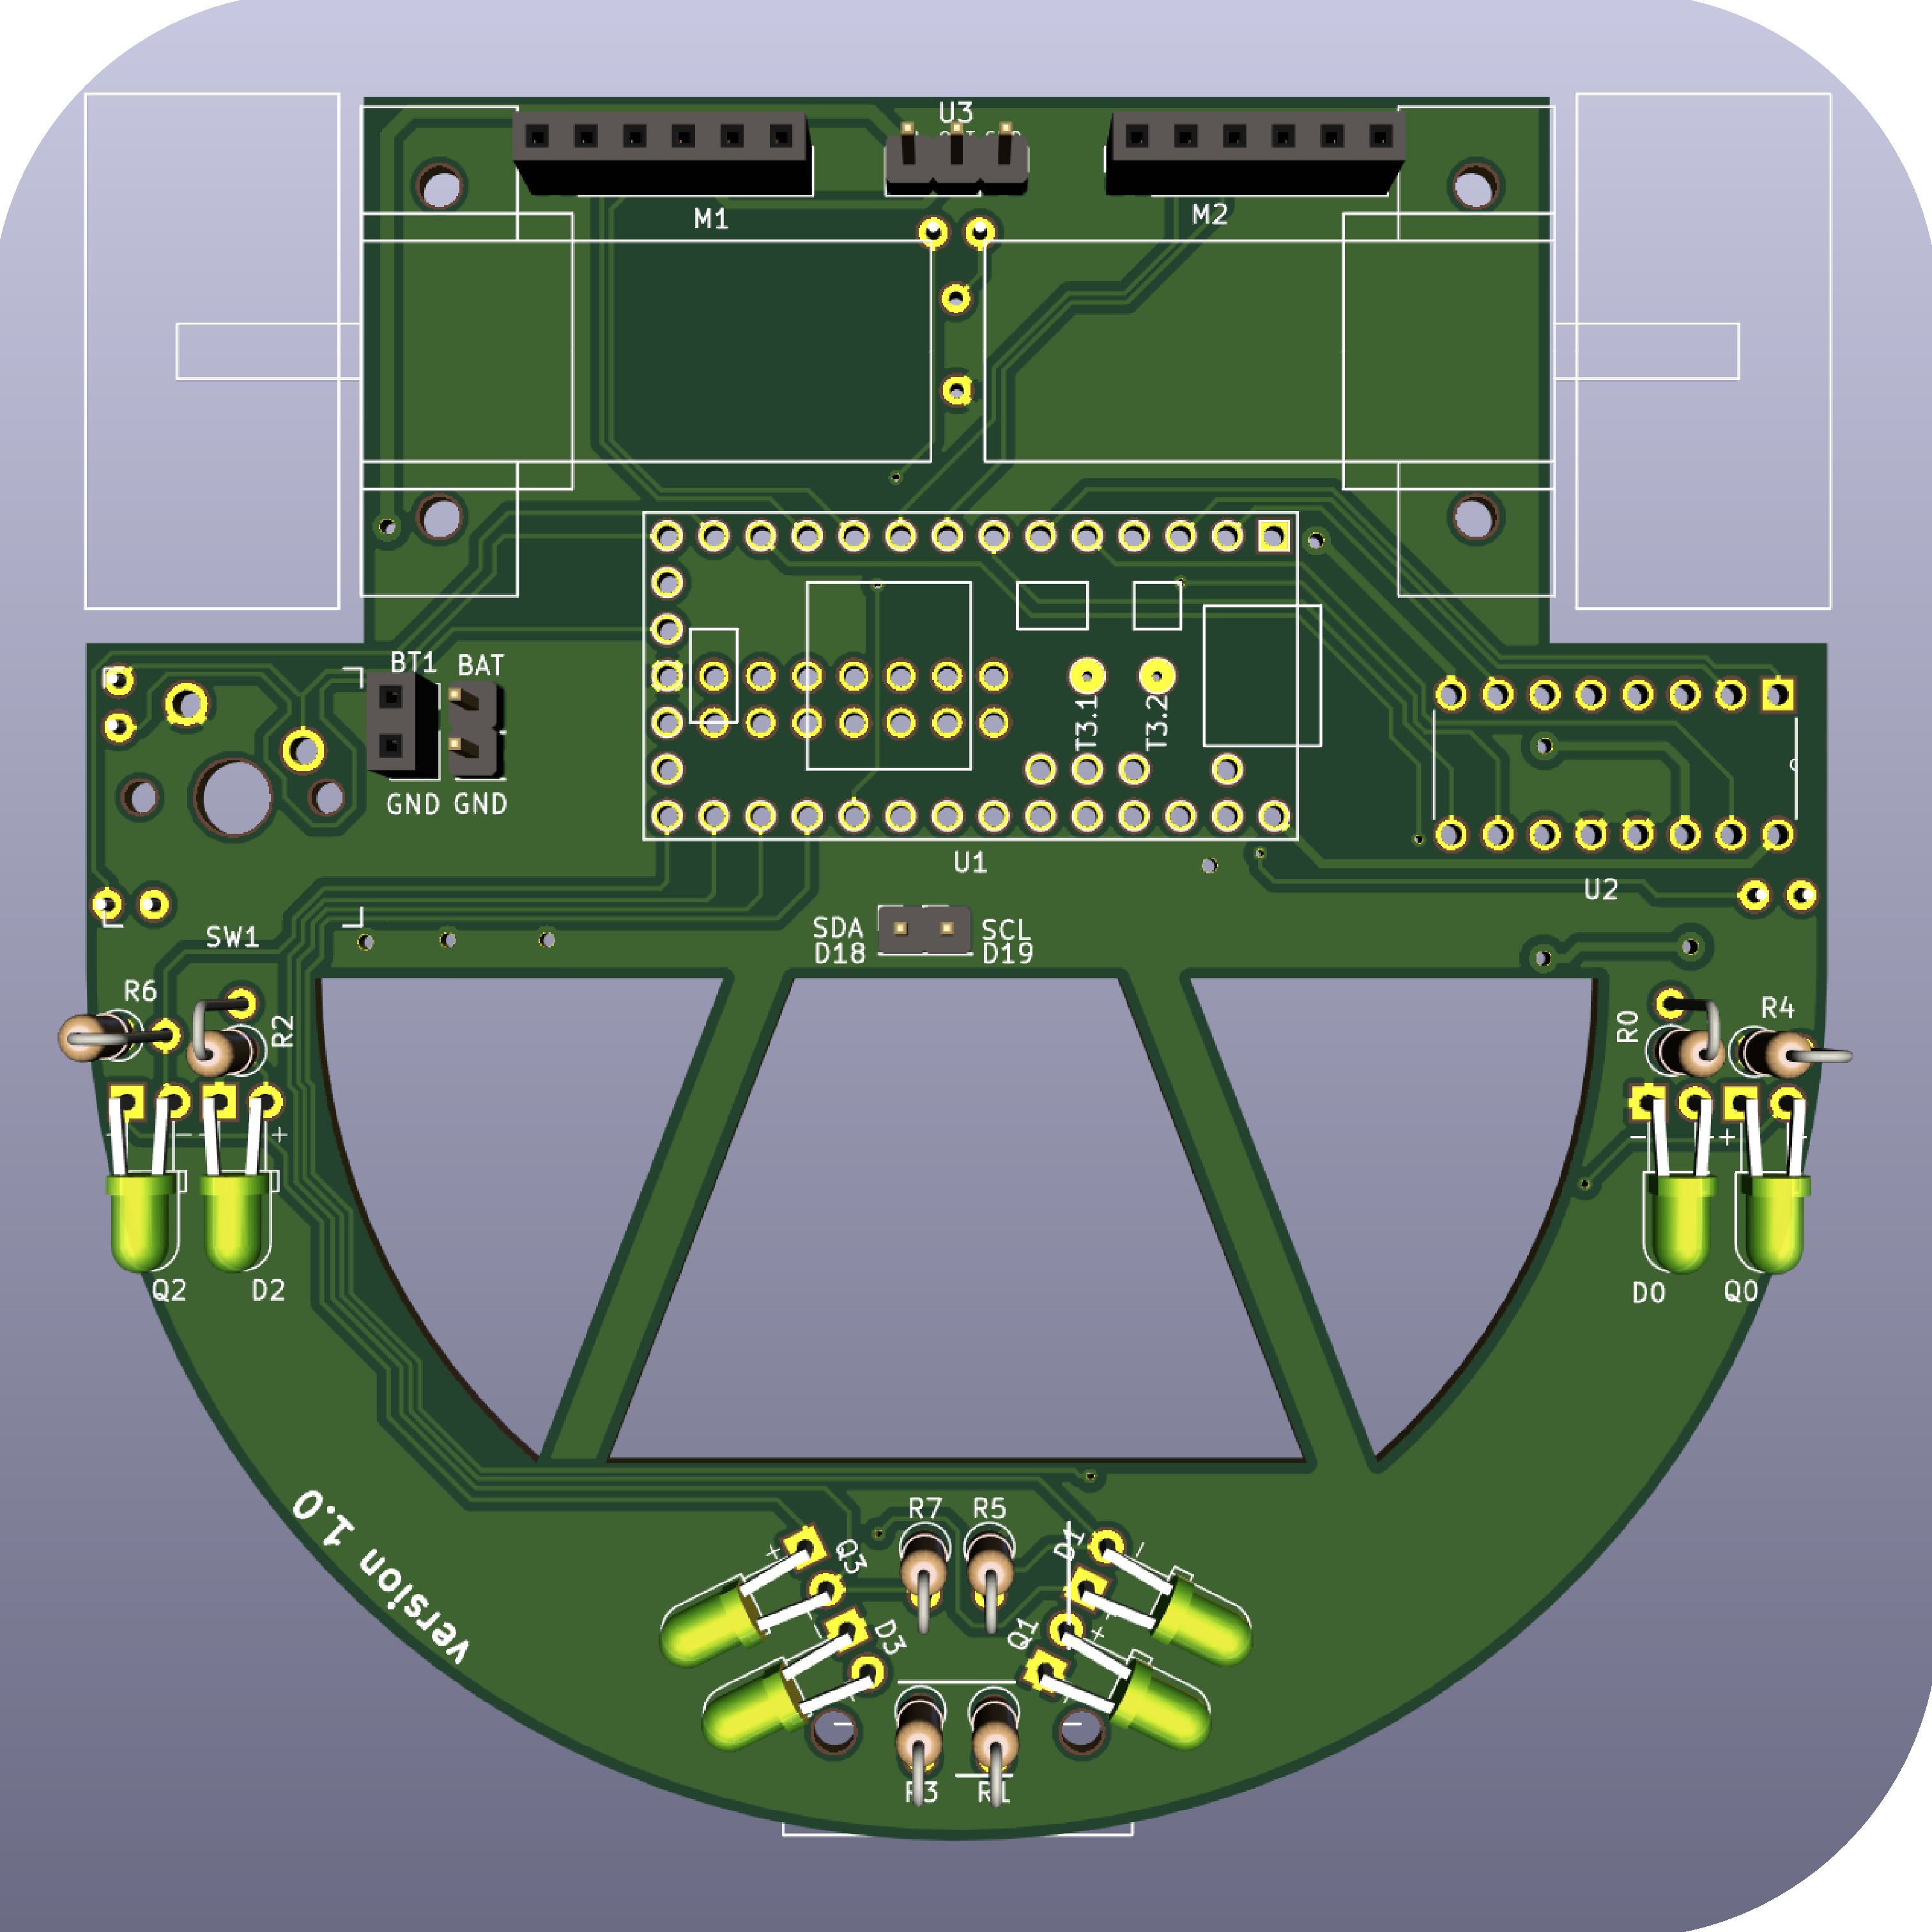 U3
M1
M2
BT1 BAT
T3.1
T3.2
GND GND
U1
U2
SW1
SDA SCL
D18 D19
R6
R2
R0
R4
- - +
- + -
Q2 D2
D0 Q0
version 1.0
R7 R5
+ Q3
D1 -
D3
Q1 +
R3 R1